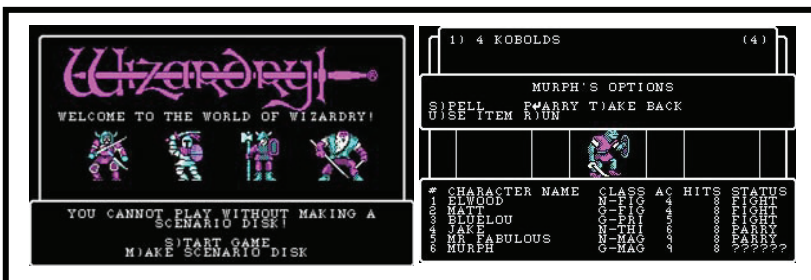 Wizardry! ®
WELCOME TO THE WORLD OF WIZARDRY!
YOU CANNOT PLAY WITHOUT MAKING A
SCENARIO DISK!
S)TART GAME
M)AKE SCENARIO DISK
1) 4 KOBOLDS (4)
MURPH'S OPTIONS
S)PELL P↵ARRY T)AKE BACK
U)SE ITEM R)UN
# CHARACTER NAME CLASS AC HITS STATUS
1 ELWOOD N-FIG 4 8 FIGHT
2 MATT G-FIG 4 8 FIGHT
3 BLUELOU G-PRI 5 8 FIGHT
4 JAKE N-THI 6 8 PARRY
5 MR FABULOUS N-MAG 9 8 PARRY
6 MURPH G-MAG 9 8 ??????